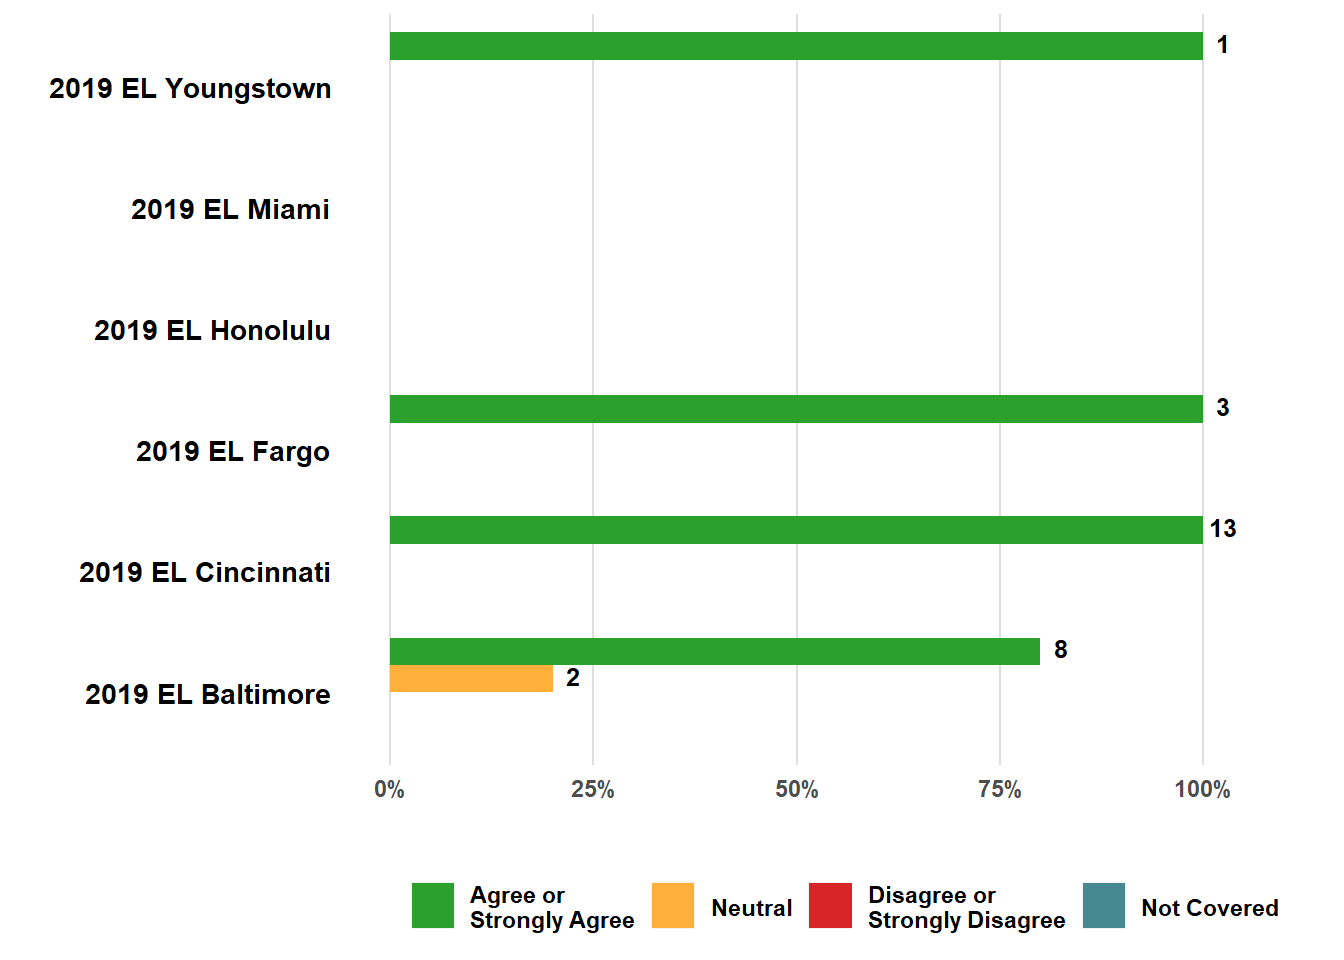 1
2019 EL Youngstown
2019 EL Miami
2019 EL Honolulu
3
2019 EL Fargo
13
2019 EL Cincinnati
8
2
2019 EL Baltimore
0% 25% 50% 75% 100%
Agree or
Strongly Agree
Neutral
Disagree or
Strongly Disagree
Not Covered